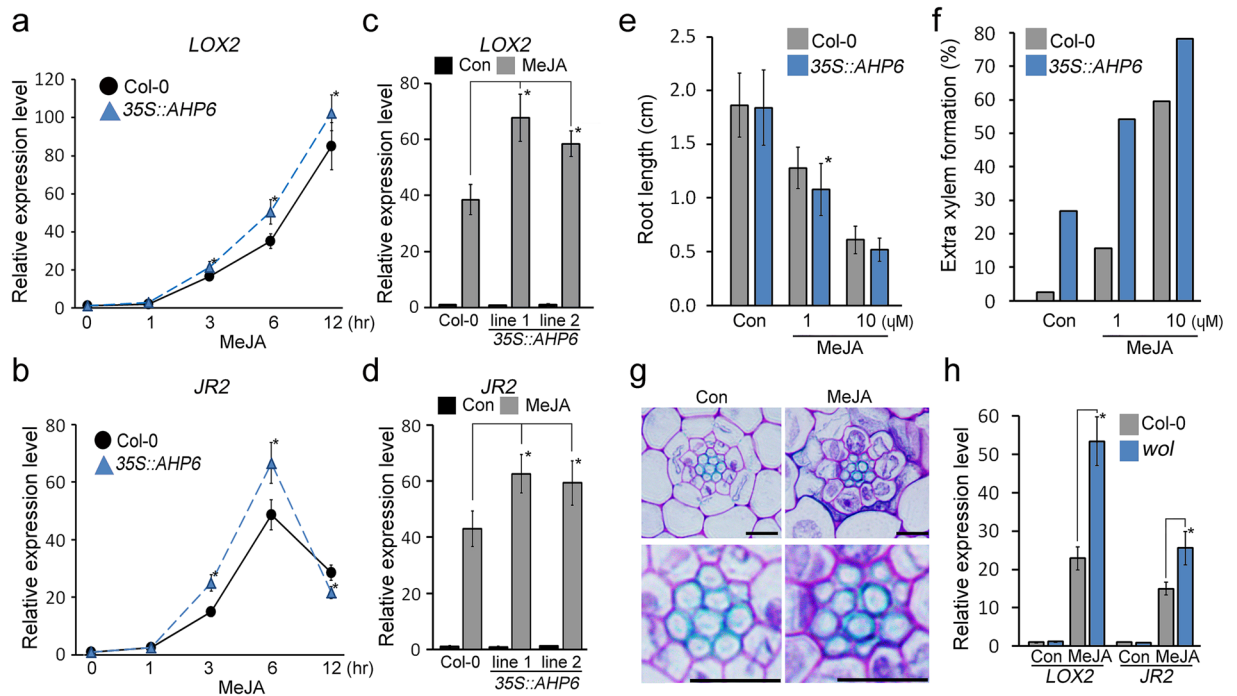 a
LOX2
Relative expression level
120
100
80
60
40
20
0
Col-0
35S::AHP6
*
*
*
0 1 3 6 12 (hr)
MeJA
b
JR2
Relative expression level
80
60
40
20
0
Col-0
35S::AHP6
*
*
*
0 1 3 6 12 (hr)
MeJA
c
LOX2
Con MeJA
Relative expression level
80
60
40
20
0
*
*
Col-0 line 1 line 2
35S::AHP6
d
JR2
Con MeJA
Relative expression level
80
60
40
20
0
*
*
Col-0 line 1 line 2
35S::AHP6
e
Root length (cm)
2.5
2.0
1.5
1.0
0.5
0.0
Col-0
35S::AHP6
*
Con 1 10 (ɥM)
MeJA
f
Extra xylem formation (%)
80
70
60
50
40
30
20
10
0
Col-0
35S::AHP6
Con 1 10 (ɥM)
MeJA
g
Con MeJA
h
Relative expression level
60
50
40
30
20
10
0
Col-0
wol
*
*
Con MeJA Con MeJA
LOX2 JR2